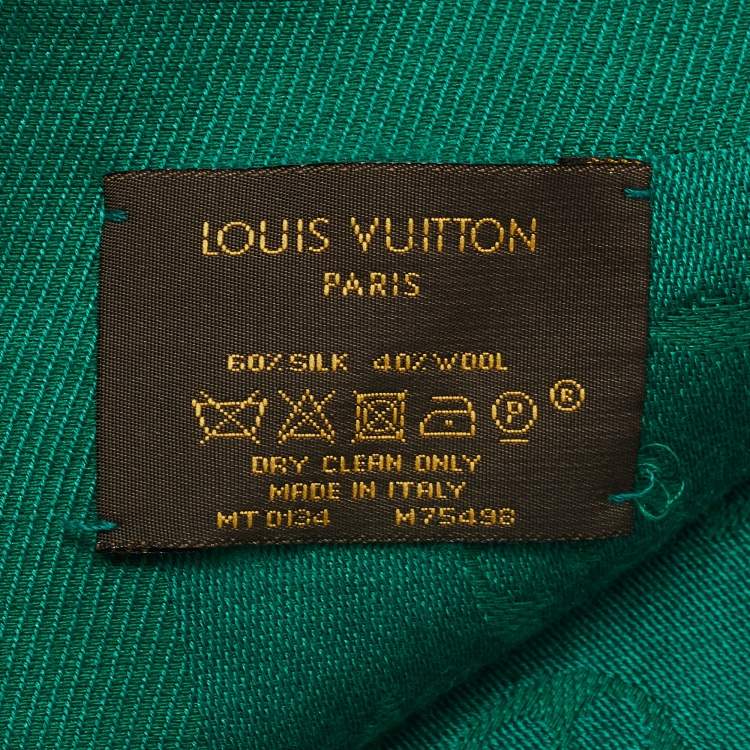 LOUIS VUITTON
PARIS
60% SILK 40% WOOL
P ®
DRY CLEAN ONLY
MADE IN ITALY
MT0134 M75498